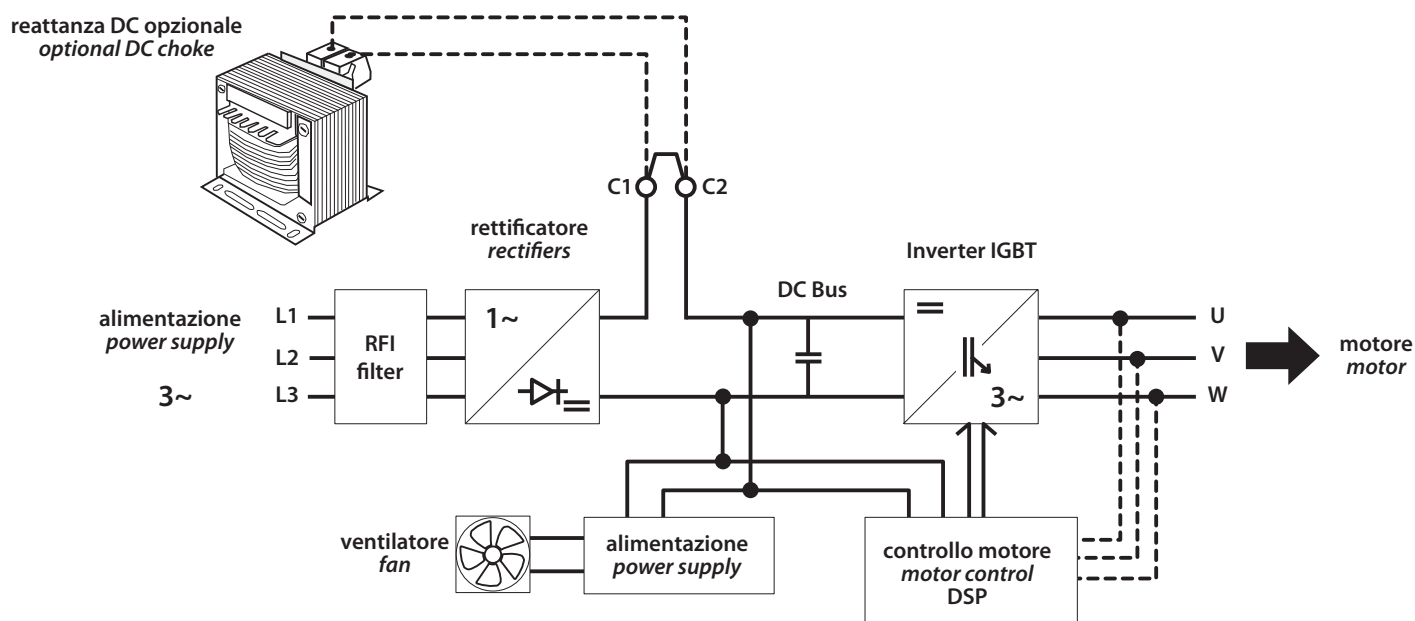 reattanza DC opzionale
optional DC choke
C1
C2
rettificatore
rectifiers
Inverter IGBT
DC Bus
alimentazione
power supply
3~
L1
L2
L3
RFI
filter
1~
3~
U
V
W
motore
motor
ventilatore
fan
alimentazione
power supply
controllo motore
motor control
DSP